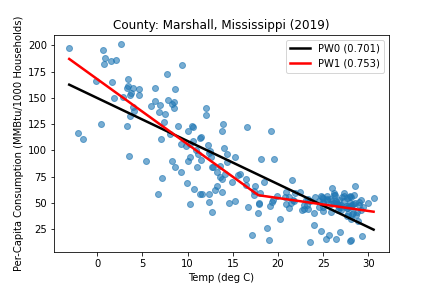 County: Marshall, Mississippi (2019)
Per-Capita Consumption (MMBtu/1000 Households)
200
175
150
125
100
75
50
25
PW0 (0.701)
PW1 (0.753)
0 5 10 15 20 25 30
Temp (deg C)